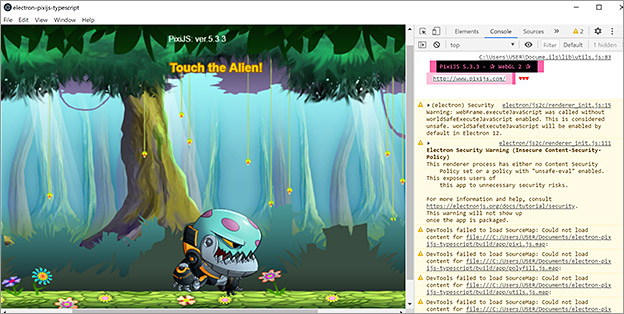 electron-pixijs-typescript
File Edit View Window Help
PixiJS: ver.5.3.3
Touch the Alien!
Elements Console Sources » 2
top Filter Default 1 hidden
C:\Users\USER\Docume…ils\lib\utils.js:83
PixiJS 5.3.3 - ✰ WebGL 2 ✰
http://www.pixijs.com/ ♥♥♥
(electron) Security electron/js2c/renderer_init.js:15
Warning: webFrame.executeJavaScript was called without
worldSafeExecuteJavaScript enabled. This is considered
unsafe. worldSafeExecuteJavaScript will be enabled by
default in Electron 12.
electron/js2c/renderer_init.js:111
Electron Security Warning (Insecure Content-Security-
Policy)
This renderer process has either no Content Security
Policy set or a policy with "unsafe-eval" enabled.
This exposes users of
this app to unnecessary security risks.
For more information and help, consult
https://electronjs.org/docs/tutorial/security.
This warning will not show up
once the app is packaged.
DevTools failed to load SourceMap: Could not load
content for file:///C:/Users/USER/Documents/electron-pix
ijs-typescript/build/app/pixi.js.map:
DevTools failed to load SourceMap: Could not load
content for file:///C:/Users/USER/Documents/electron-pix
ijs-typescript/build/app/polyfill.js.map:
DevTools failed to load SourceMap: Could not load
content for file:///C:/Users/USER/Documents/electron-pix
ijs-typescript/build/app/utils.js.map:
DevTools failed to load SourceMap: Could not load
content for file:///C:/Users/USER/Documents/electron-pix